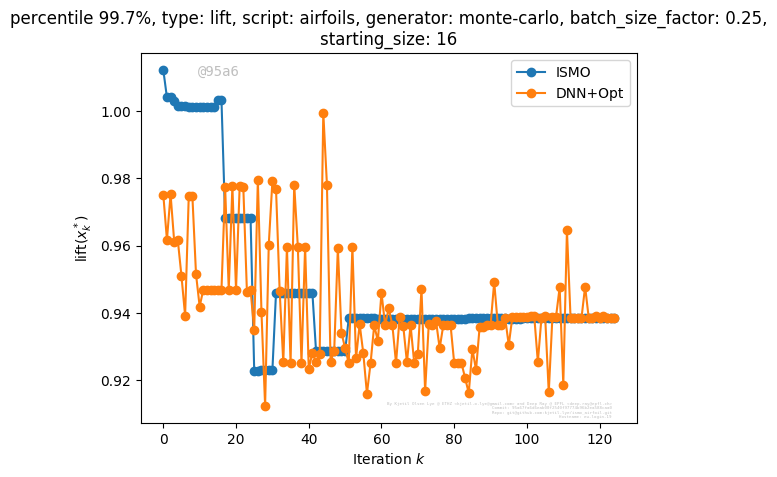 percentile 99.7%, type: lift, script: airfoils, generator: monte-carlo, batch_size_factor: 0.25,
starting_size: 16
@95a6
ISMO
DNN+Opt
1.00
0.98
0.96
0.94
0.92
lift(x*k)
0 20 40 60 80 100 120
Iteration k